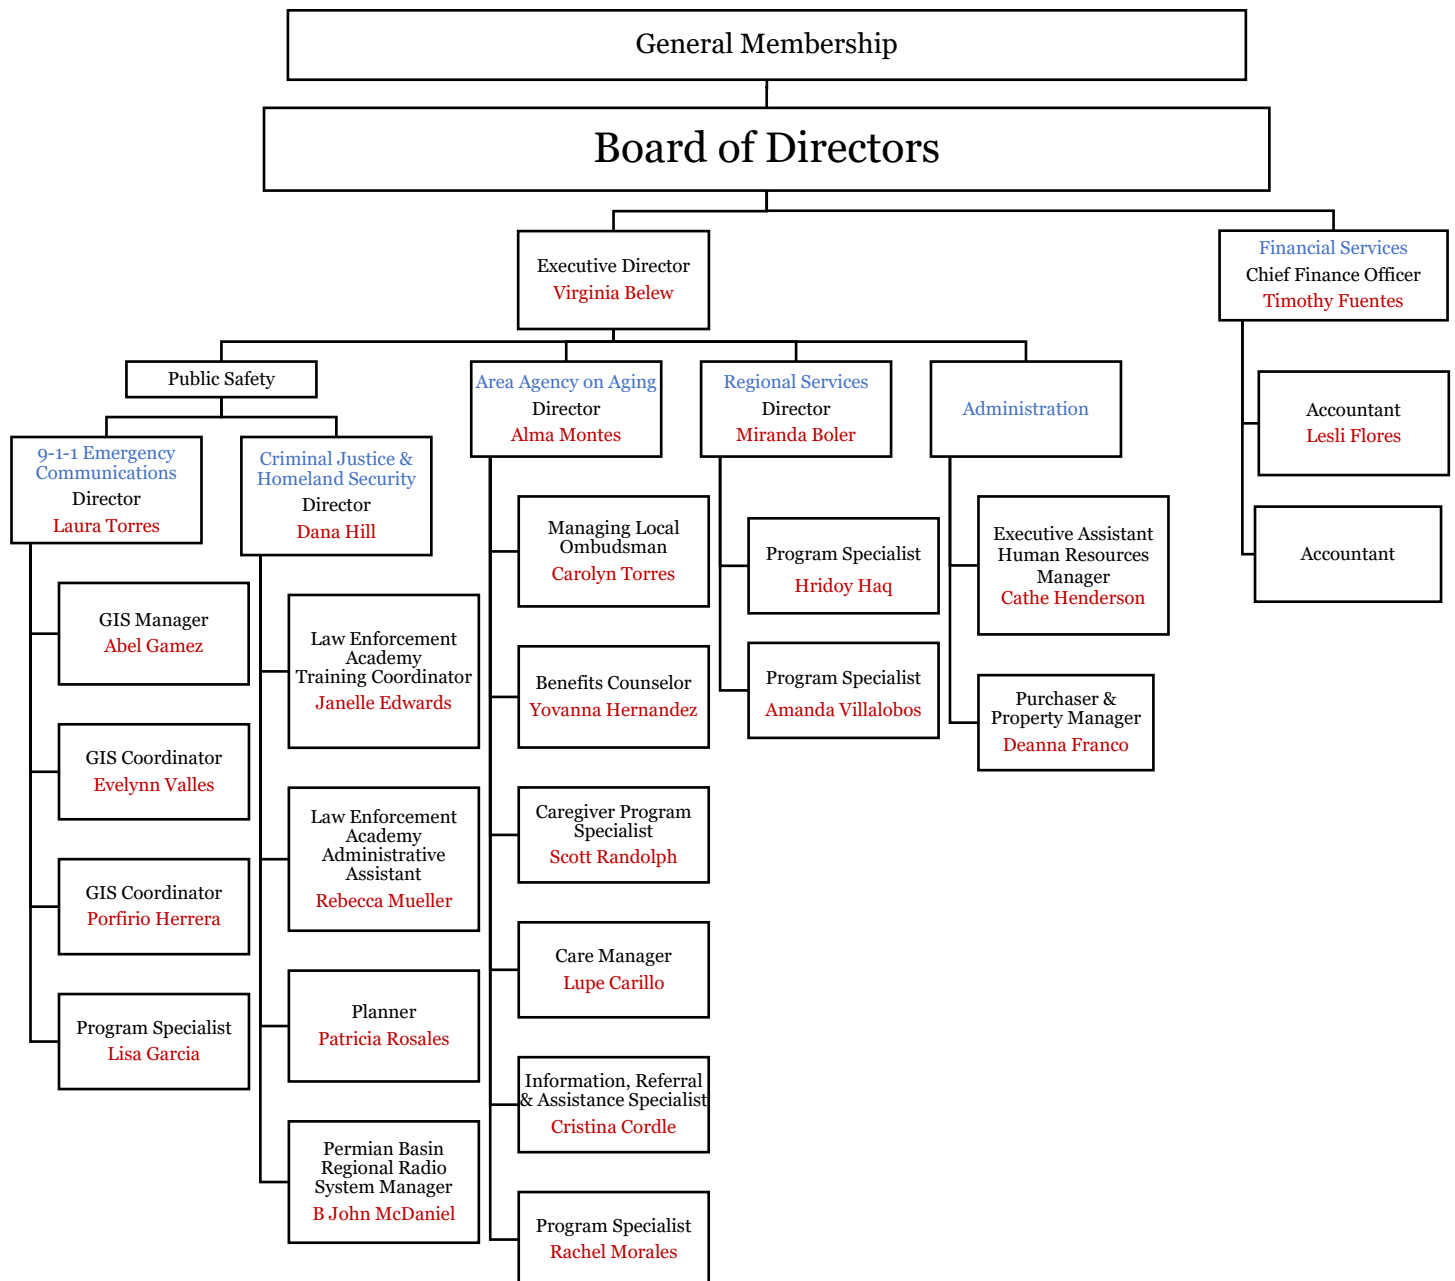 General Membership
Board of Directors
Executive Director
Virginia Belew
Financial Services
Chief Finance Officer
Timothy Fuentes
Accountant
Lesli Flores
Accountant
Public Safety
9-1-1 Emergency
Communications
Director
Laura Torres
GIS Manager
Abel Gamez
GIS Coordinator
Evelynn Valles
GIS Coordinator
Porfirio Herrera
Program Specialist
Lisa Garcia
Criminal Justice &
Homeland Security
Director
Dana Hill
Law Enforcement
Academy
Training Coordinator
Janelle Edwards
Law Enforcement
Academy
Administrative
Assistant
Rebecca Mueller
Planner
Patricia Rosales
Permian Basin
Regional Radio
System Manager
B John McDaniel
Area Agency on Aging
Director
Alma Montes
Managing Local
Ombudsman
Carolyn Torres
Benefits Counselor
Yovanna Hernandez
Caregiver Program
Specialist
Scott Randolph
Care Manager
Lupe Carillo
Information, Referral
& Assistance Specialist
Cristina Cordle
Program Specialist
Rachel Morales
Regional Services
Director
Miranda Boler
Program Specialist
Hridoy Haq
Program Specialist
Amanda Villalobos
Administration
Executive Assistant
Human Resources
Manager
Cathe Henderson
Purchaser &
Property Manager
Deanna Franco